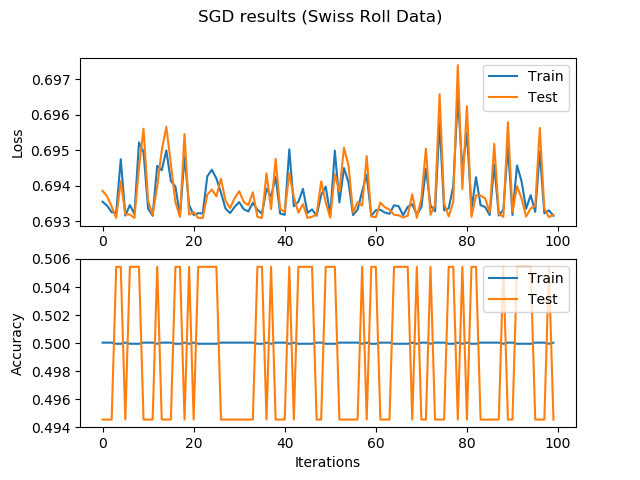 SGD results (Swiss Roll Data)
0.697
0.696
0.695
0.694
0.693
Loss
Train
Test
0 20 40 60 80 100
0.506
0.504
0.502
0.500
0.498
0.496
0.494
Accuracy
Train
Test
0 20 40 60 80 100
Iterations